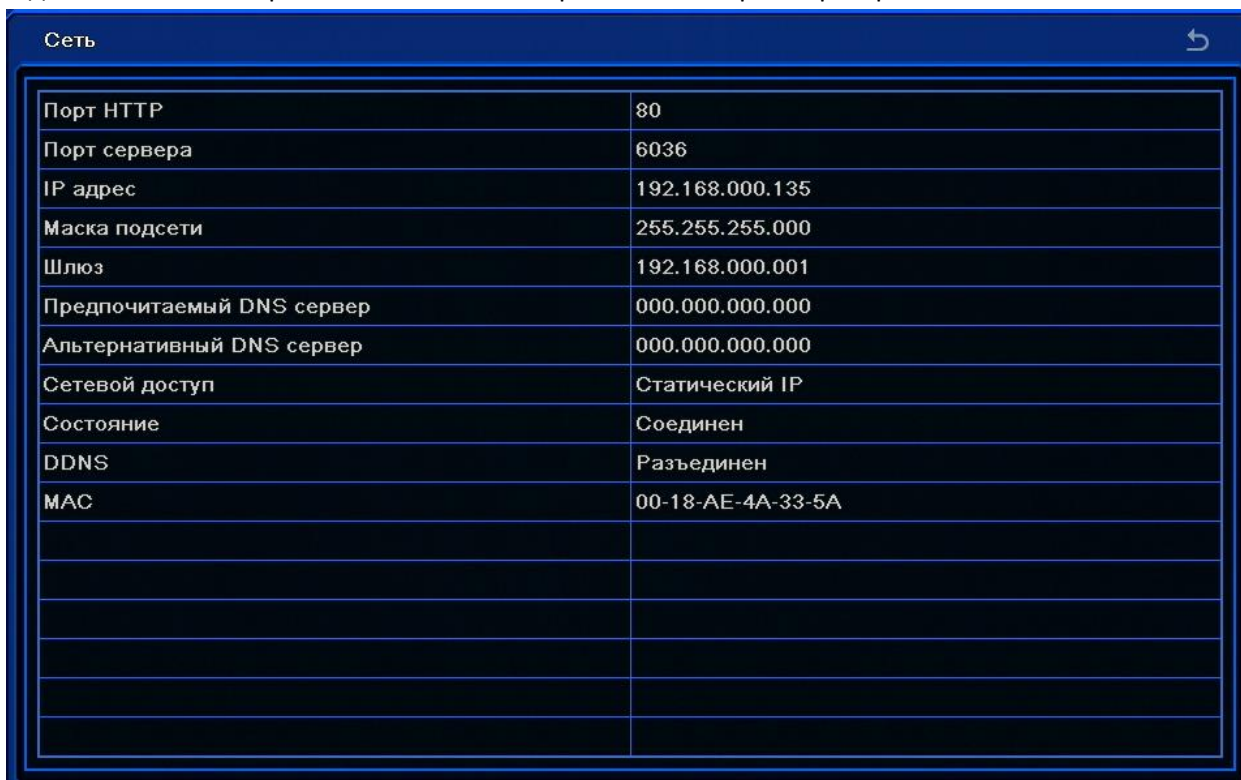 Сеть
Порт HTTP 80
Порт сервера 6036
IP адрес 192.168.000.135
Маска подсети 255.255.255.000
Шлюз 192.168.000.001
Предпочитаемый DNS сервер 000.000.000.000
Альтернативный DNS сервер 000.000.000.000
Сетевой доступ Статический IP
Состояние Соединен
DDNS Разъединен
MAC 00-18-AE-4A-33-5A